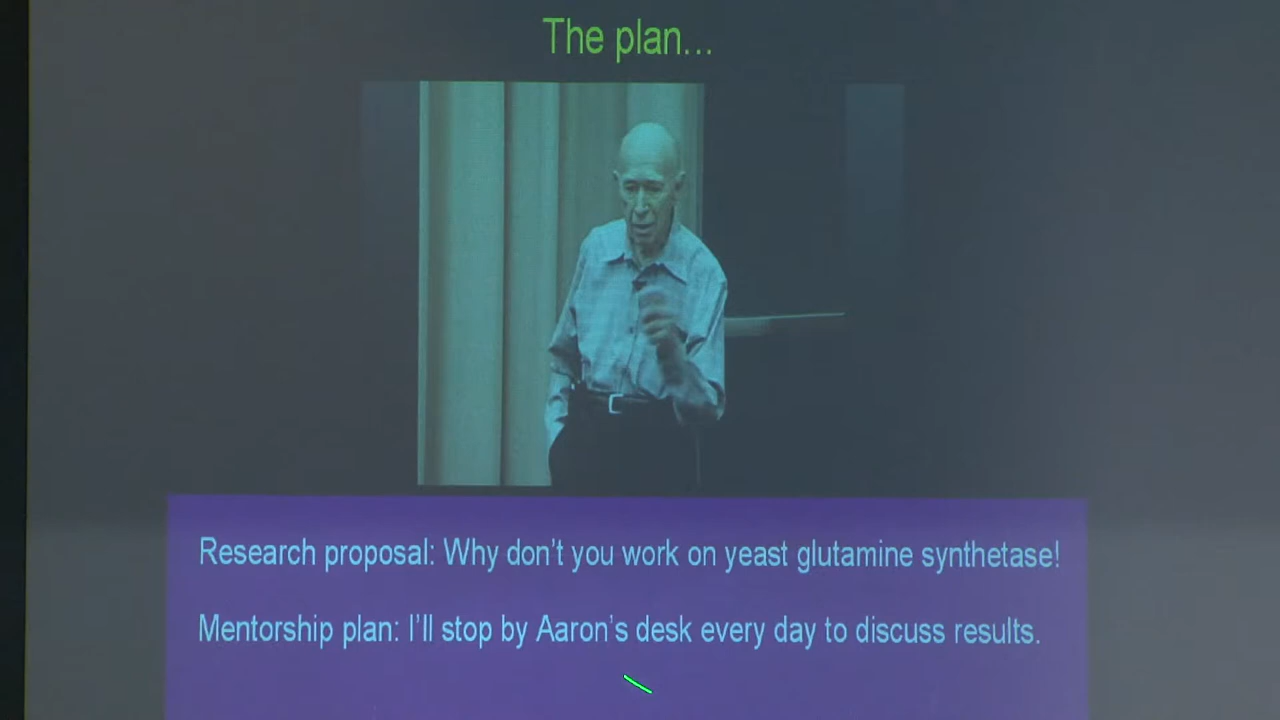 The plan...
Research proposal: Why don't you work on yeast glutamine synthetase!
Mentorship plan: I'll stop by Aaron's desk every day to discuss results.